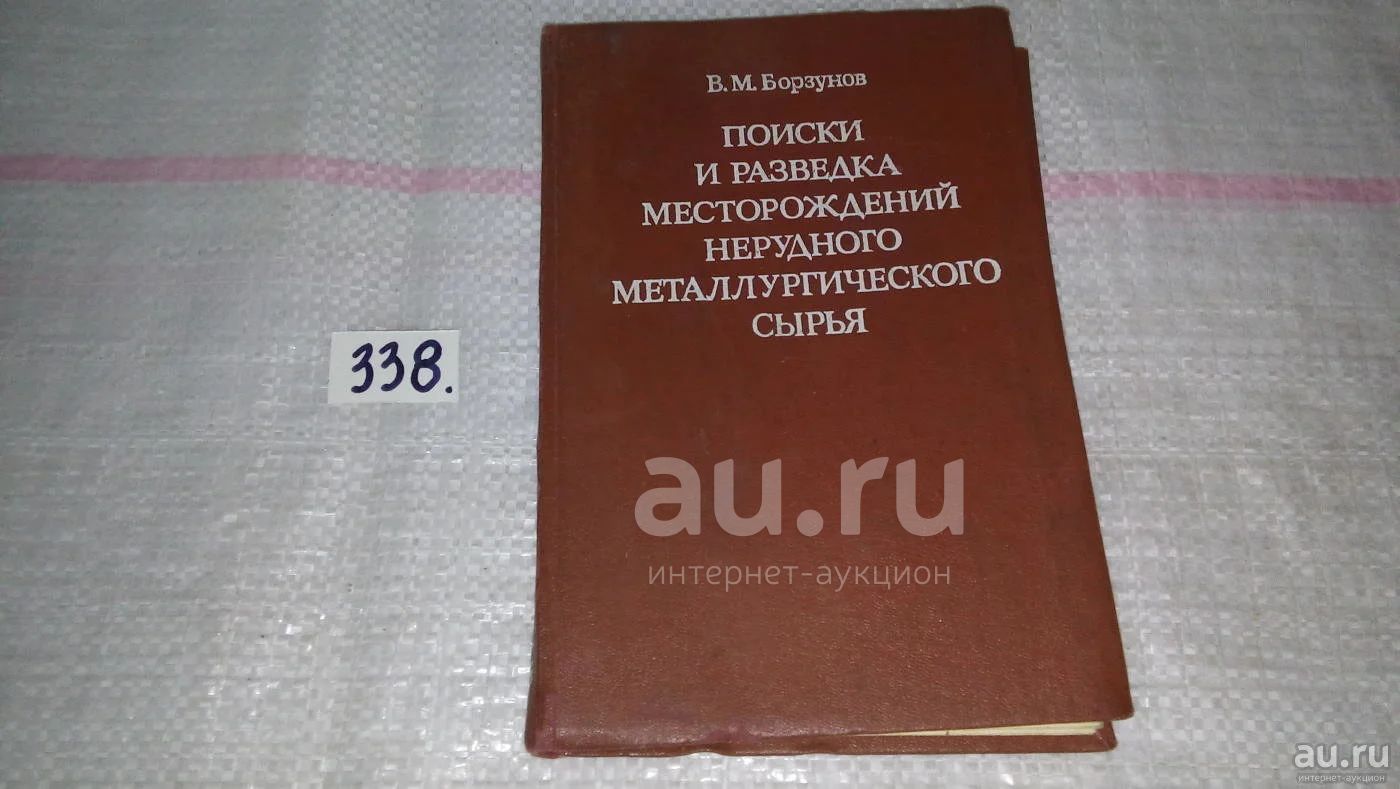 В. М. Борзунов
ПОИСКИ
И РАЗВЕДКА
МЕСТОРОЖДЕНИЙ
НЕРУДНОГО
МЕТАЛЛУРГИЧЕСКОГО
СЫРЬЯ
338.
au.ru
интернет-аукцион
au.ru
интернет-аукцион